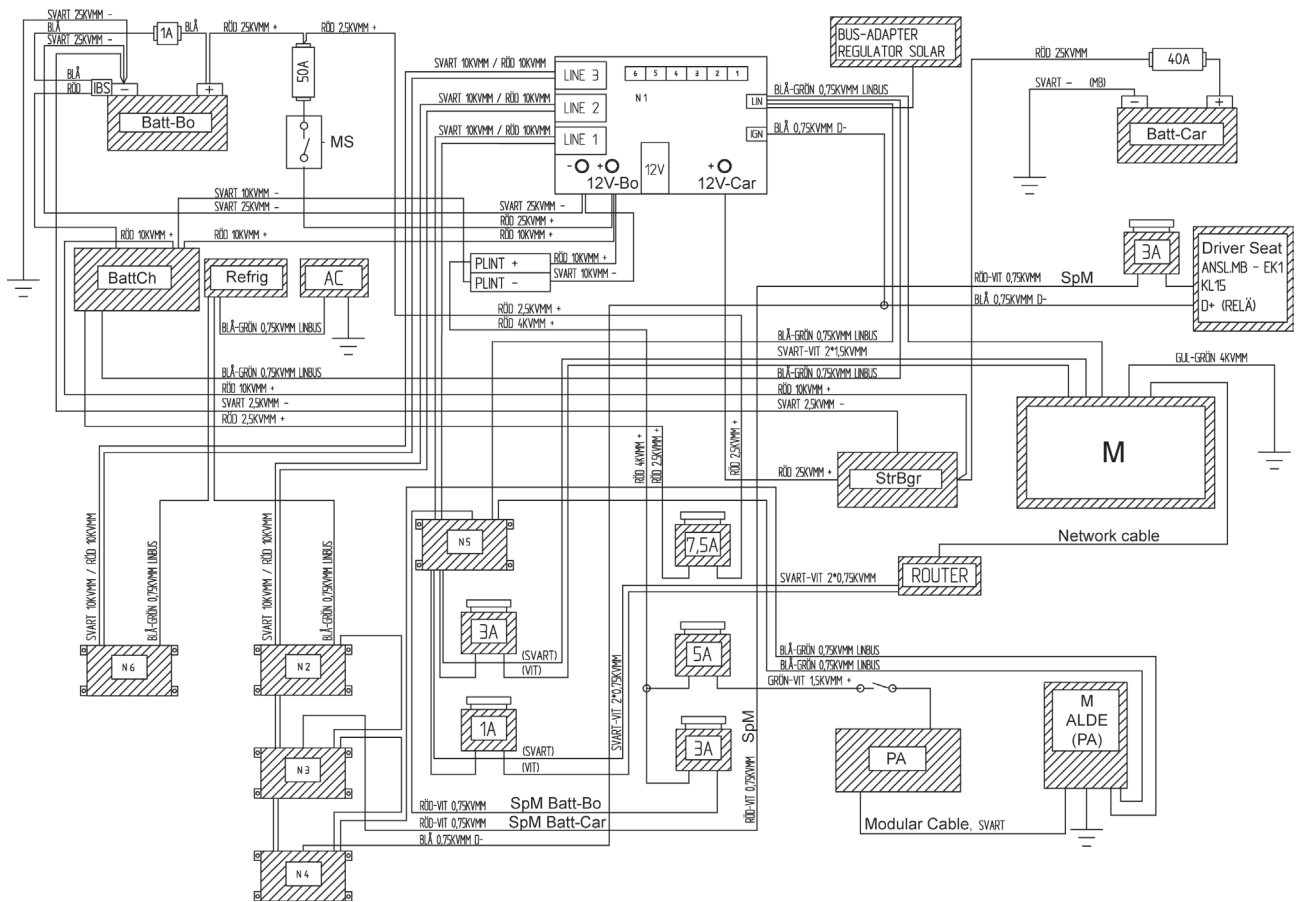 SVART 25KVMM -
BLÅ
SVART 25KVMM -
1A
BLÅ
RÖD 25KVMM +
RÖD 2,5KVMM +
BLÅ
RÖD
IBS
-
+
Batt-Bo
50A
MS
SVART 10KVMM / RÖD 10KVMM
SVART 10KVMM / RÖD 10KVMM
SVART 10KVMM / RÖD 10KVMM
LINE 3
LINE 2
LINE 1
6 5 4 3 2 1
N1
LIN
IGN
- + 
12V-Bo
12V
+
12V-Car
BUS-ADAPTER
REGULATOR SOLAR
BLÅ-GRÖN 0,75KVMM LINBUS
BLÅ 0,75KVMM D-
RÖD 25KVMM
40A
SVART - (MB)
-
+
Batt-Car
SVART 10KVMM -
SVART 25KVMM -
SVART 25KVMM -
RÖD 25KVMM +
RÖD 10KVMM +
RÖD 10KVMM +
RÖD 10KVMM +
BattCh
Refrig
AC
BLÅ-GRÖN 0,75KVMM LINBUS
PLINT +
PLINT -
RÖD 10KVMM +
SVART 10KVMM -
3A
Driver Seat
ANSL.MB - EK1
KL15
D+ (RELÄ)
RÖD-VIT 0,75KVMM
SpM
BLÅ 0,75KVMM D-
RÖD 2,5KVMM +
RÖD 4KVMM +
BLÅ-GRÖN 0,75KVMM LINBUS
SVART-VIT 2*1,5KVMM
GUL-GRÖN 4KVMM
BLÅ-GRÖN 0,75KVMM LINBUS
BLÅ-GRÖN 0,75KVMM LINBUS
RÖD 10KVMM +
RÖD 10KVMM +
SVART 2,5KVMM -
SVART 2,5KVMM -
RÖD 2,5KVMM +
RÖD 4KVMM +
RÖD 2,5KVMM +
RÖD 2,5KVMM +
RÖD 25KVMM +
StrBgr
M
Network cable
ROUTER
SVART-VIT 2*0,75KVMM
SVART 10KVMM / RÖD 10KVMM
BLÅ-GRÖN 0,75KVMM LINBUS
SVART 10KVMM / RÖD 10KVMM
BLÅ-GRÖN 0,75KVMM LINBUS
N5
7,5A
3A
(SVART)
(VIT)
5A
BLÅ-GRÖN 0,75KVMM LINBUS
BLÅ-GRÖN 0,75KVMM LINBUS
GRÖN-VIT 1,5KVMM +
N6
N2
1A
(SVART)
(VIT)
SVART-VIT 2*0,75KVMM
3A
RÖD-VIT 0,75KVMM SpM
PA
M
ALDE
(PA)
N3
RÖD-VIT 0,75KVMM
SpM Batt-Bo
RÖD-VIT 0,75KVMM
SpM Batt-Car
BLÅ 0,75KVMM D-
Modular Cable, SVART
N4